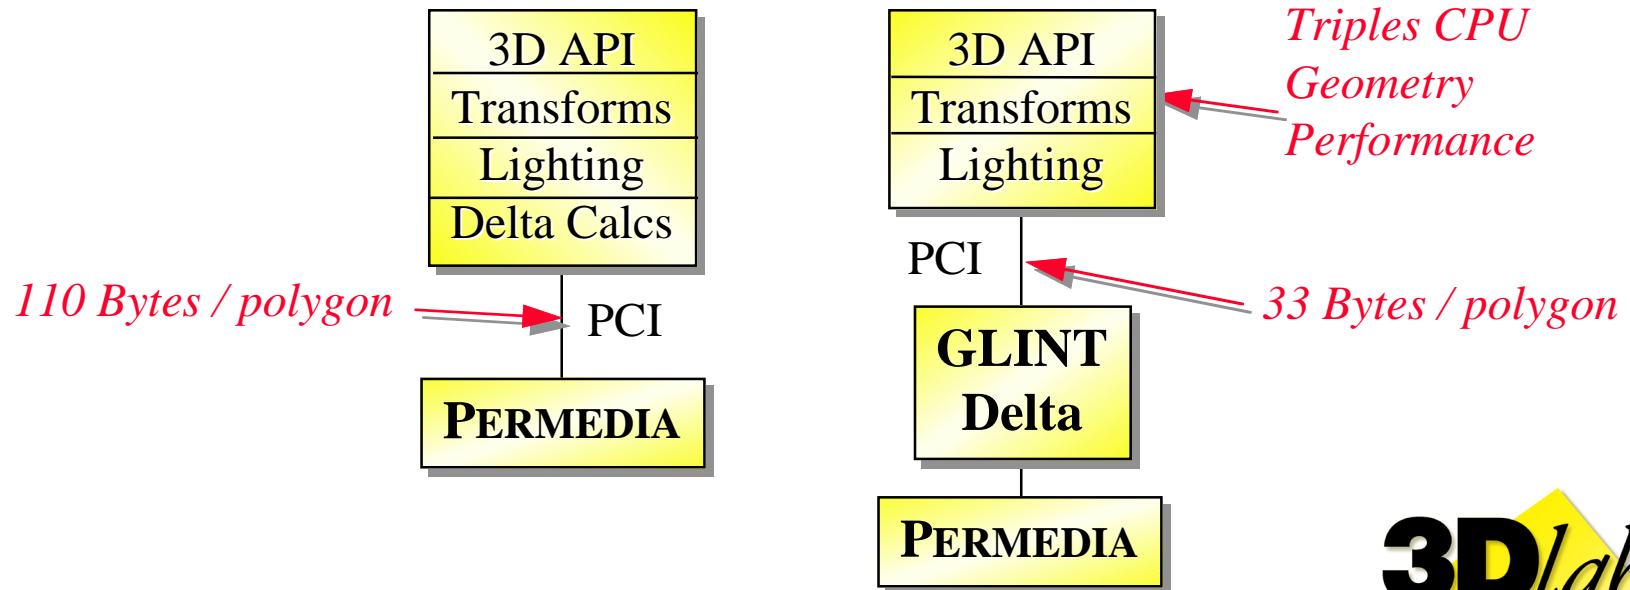 3D API
Transforms
Lighting
Delta Calcs
110 Bytes / polygon
PCI
PERMEDIA
3D API
Transforms
Lighting
Triples CPU
Geometry
Performance
PCI
33 Bytes / polygon
GLINT
Delta
PERMEDIA